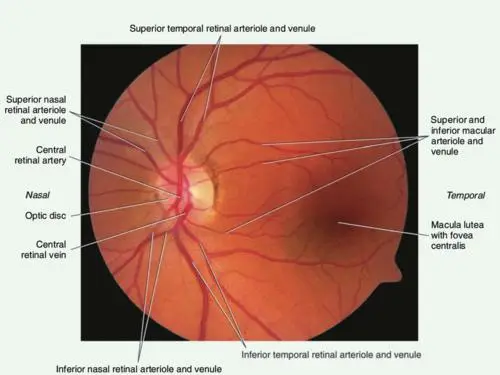 Superior temporal retinal arteriole and venule
Superior nasal
retinal arteriole
and venule
Central
retinal artery
Nasal
Optic disc
Central
retinal vein
Superior and
inferior macular
arteriole and
venule
Temporal
Macula lutea
with fovea
centralis
Inferior temporal retinal arteriole and venule
Inferior nasal retinal arteriole and venule